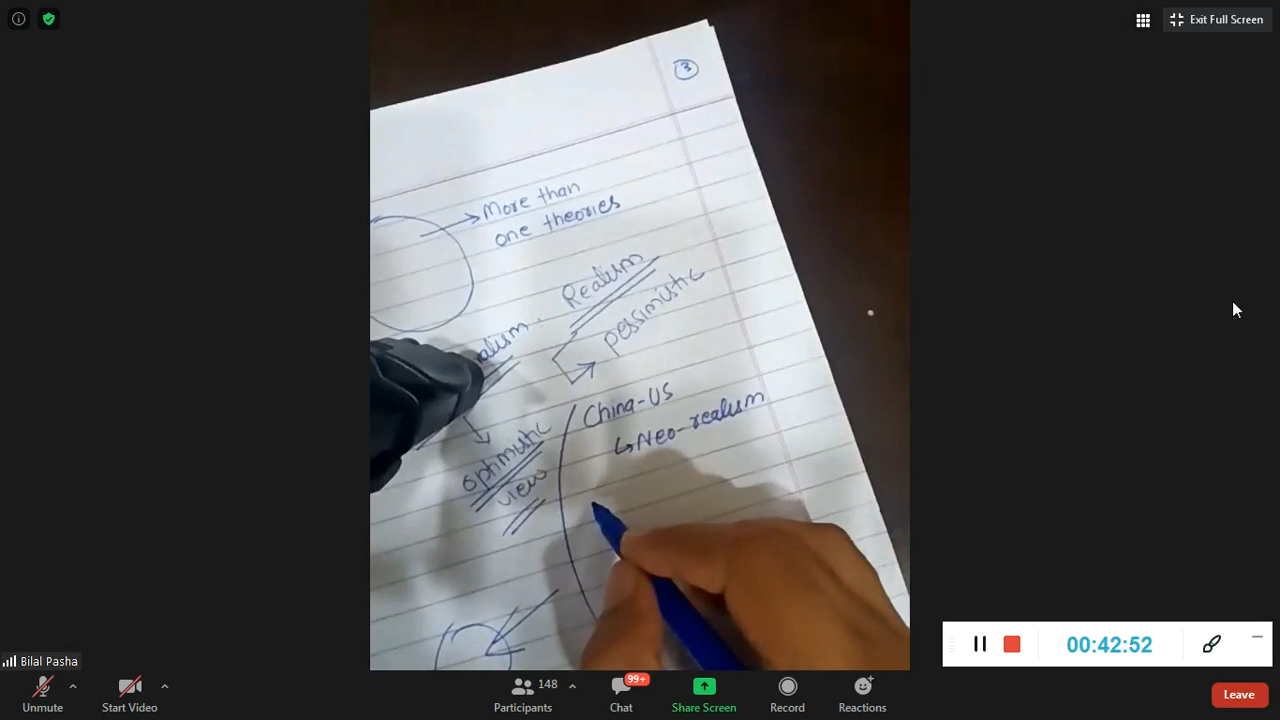 Exit Full Screen
3
More than
one theories
Realism
pessimistic
alism.
China-US
↳ Neo-realism
optimistic
view
00:42:52
Bilal Pasha
Unmute
Start Video
148
Participants
99+
Chat
Share Screen
Record
Reactions
Leave